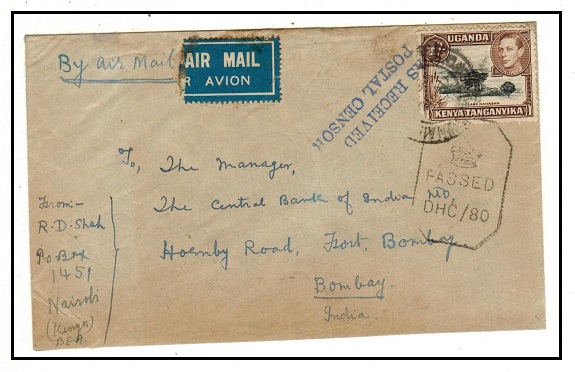 By Air Mail
AIR MAIL
R AVION
RECEIVED
POSTAL CENSOR
UGANDA
KENYA TANGANYIKA
PASSED
DHC/80
To, The Manager,
The Central Bank of India LTD,
Hornby Road, Fort, Bombay
Bombay.
India.
From:-
R.D. Shah
Po. Box
1451
Nairobi
(Kenya)
B.E.A.